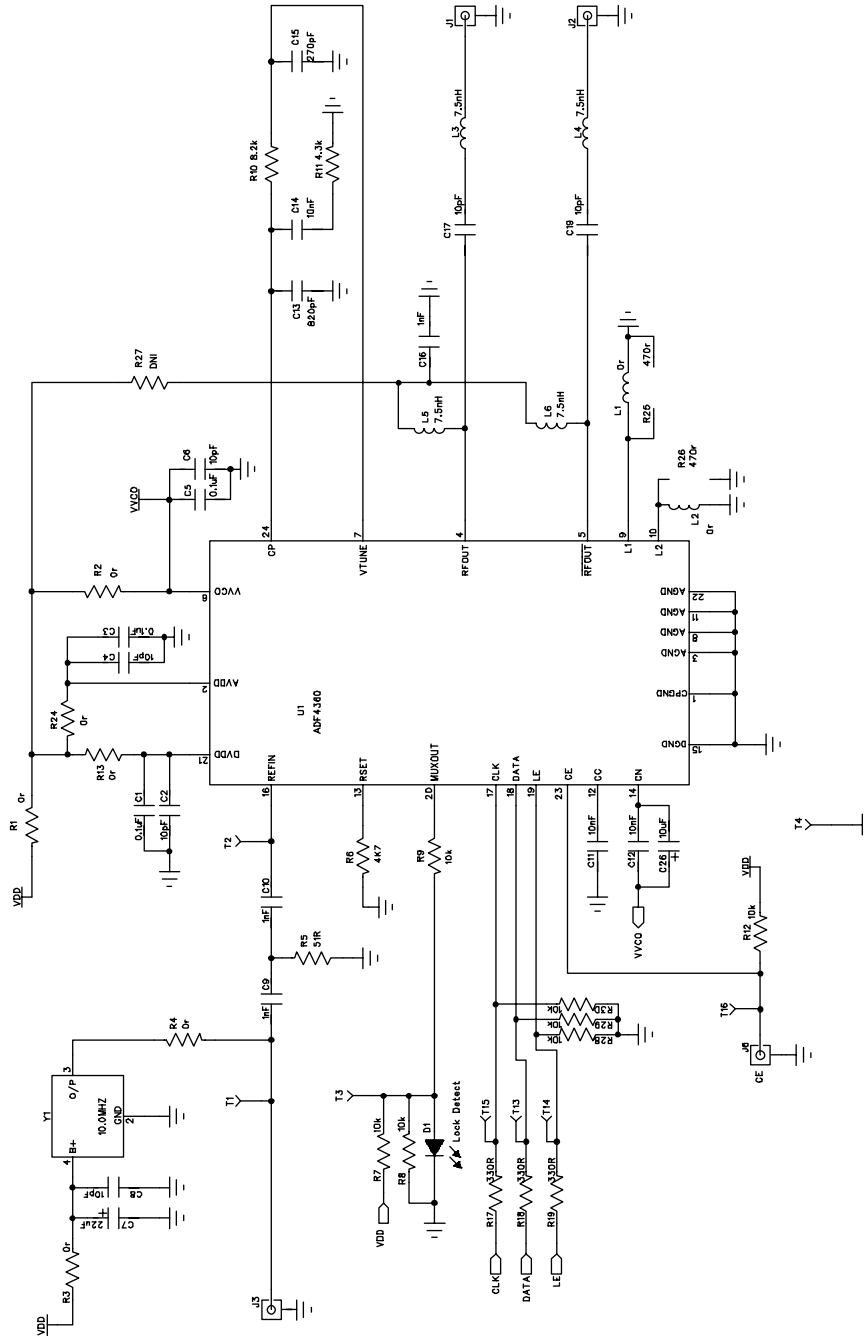 C15
270pF
J1
J2
7.5nH
L3
7.5nH
L4
R10 8.2k
R11 4.3k
C14
10nF
10pF
C17
10pF
C19
C13
820pF
R27
DNI
1nF
C16
L5
7.5nH
L6
7.5nH
0r
L1
470r
R25
R26
470r
L2
0r
VVCO
C6
10pF
C5
0.1uF
R2
0r
24
CP
7
VTUNE
4
RFOUT
5
RFOUT
9
L1
10
L2
C3
0.1uF
C4
10pF
R24
0r
R13
0r
6
VVCO
2
AVDD
21
DVDD
U1
ADF4360
AGND
22
AGND
11
AGND
8
AGND
3
CPGND
1
DGND
15
R1
0r
VDD
C1
0.1uF
C2
10pF
16
REFIN
13
RSET
20
MUXOUT
17
CLK
18
DATA
19
LE
23
CE
12
CC
14
CN
T2
C10
1nF
R6
4K7
R9
10k
R5
51R
C9
1nF
C11
10nF
C12
10nF
C26
10uF
+
VVCO
T4
VDD
R12
10k
T16
J6
CE
R4
0r
Y1
3
O/P
10.0MHZ
GND
2
B+
4
T1
T3
10k
R30
10k
R29
10k
R28
10pF
C8
22uF
C7
+
R3
0r
VDD
J3
R7
10k
R8
10k
D1
Lock Detect
VDD
T15
T13
T14
R17
330R
R18
330R
R19
330R
CLK
DATA
LE